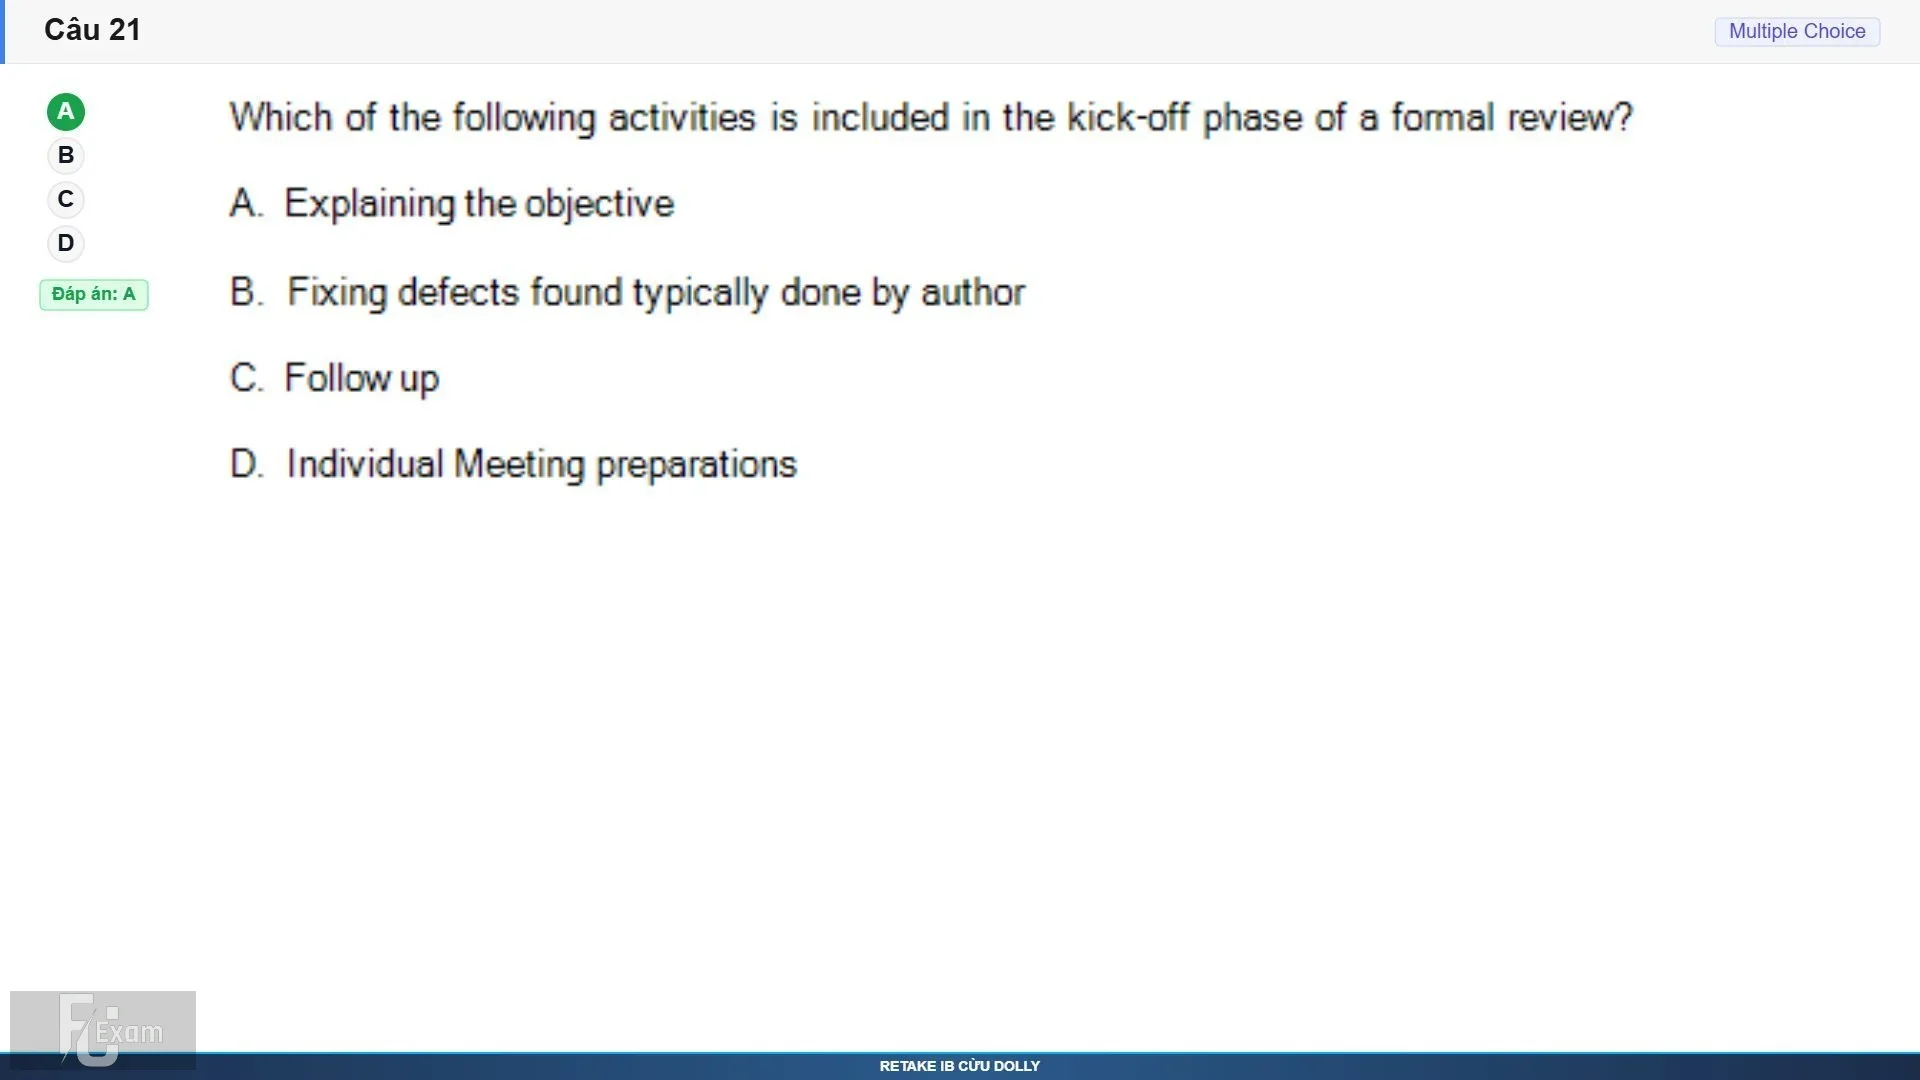 Câu 21
Multiple Choice
A
B
C
D
Đáp án: A
Which of the following activities is included in the kick-off phase of a formal review?
A. Explaining the objective
B. Fixing defects found typically done by author
C. Follow up
D. Individual Meeting preparations
FU Exam
RETAKE IB CỪU DOLLY